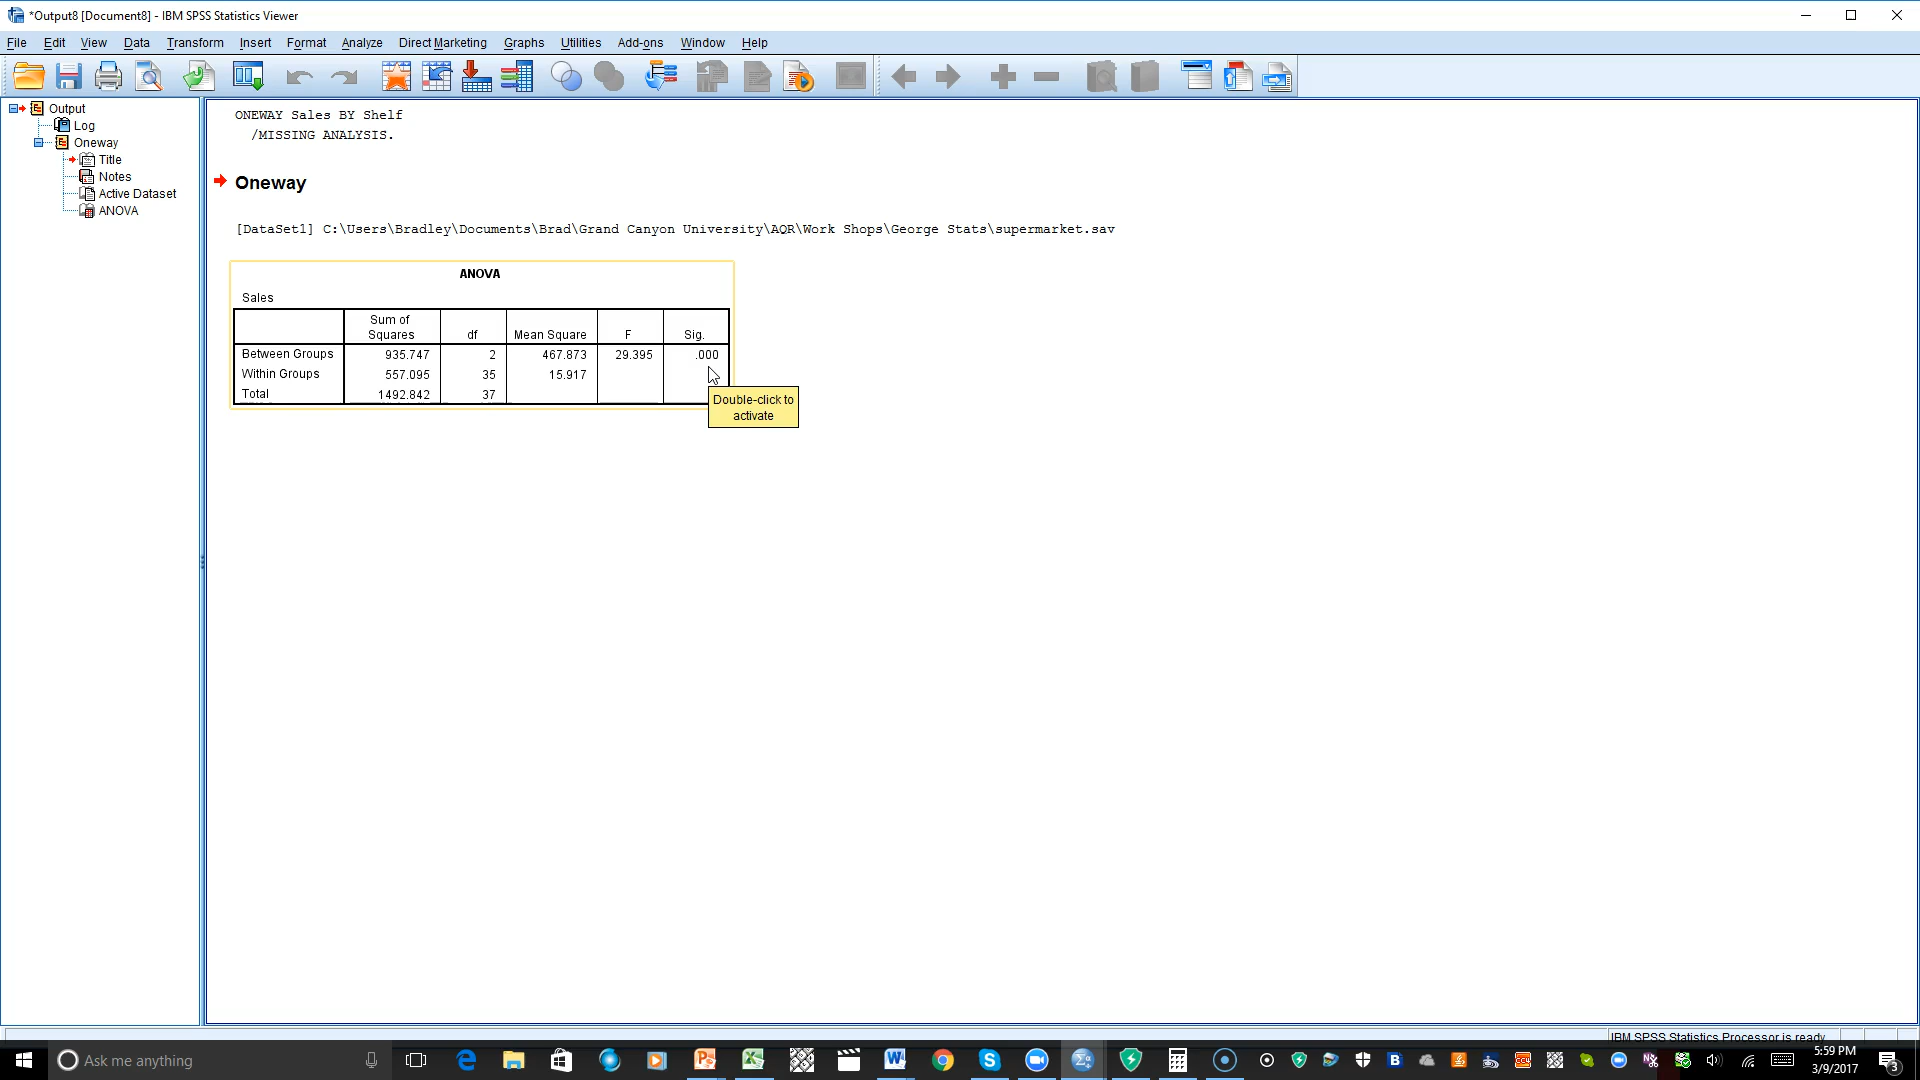 *Output8 [Document8] - IBM SPSS Statistics Viewer
File Edit View Data Transform Insert Format Analyze Direct Marketing Graphs Utilities Add-ons Window Help
Output
Log
Oneway
Title
Notes
Active Dataset
ANOVA
ONEWAY Sales BY Shelf
/MISSING ANALYSIS.
Oneway
[DataSet1] C:\Users\Bradley\Documents\Brad\Grand Canyon University\AQR\Work Shops\George Stats\supermarket.sav
ANOVA
Sales
Sum of Squares df Mean Square F Sig.
Between Groups 935.747 2 467.873 29.395 .000
Within Groups 557.095 35 15.917
Total 1492.842 37
Double-click to
activate
IBM SPSS Statistics Processor is ready
Ask me anything
5:59 PM
3/9/2017
3